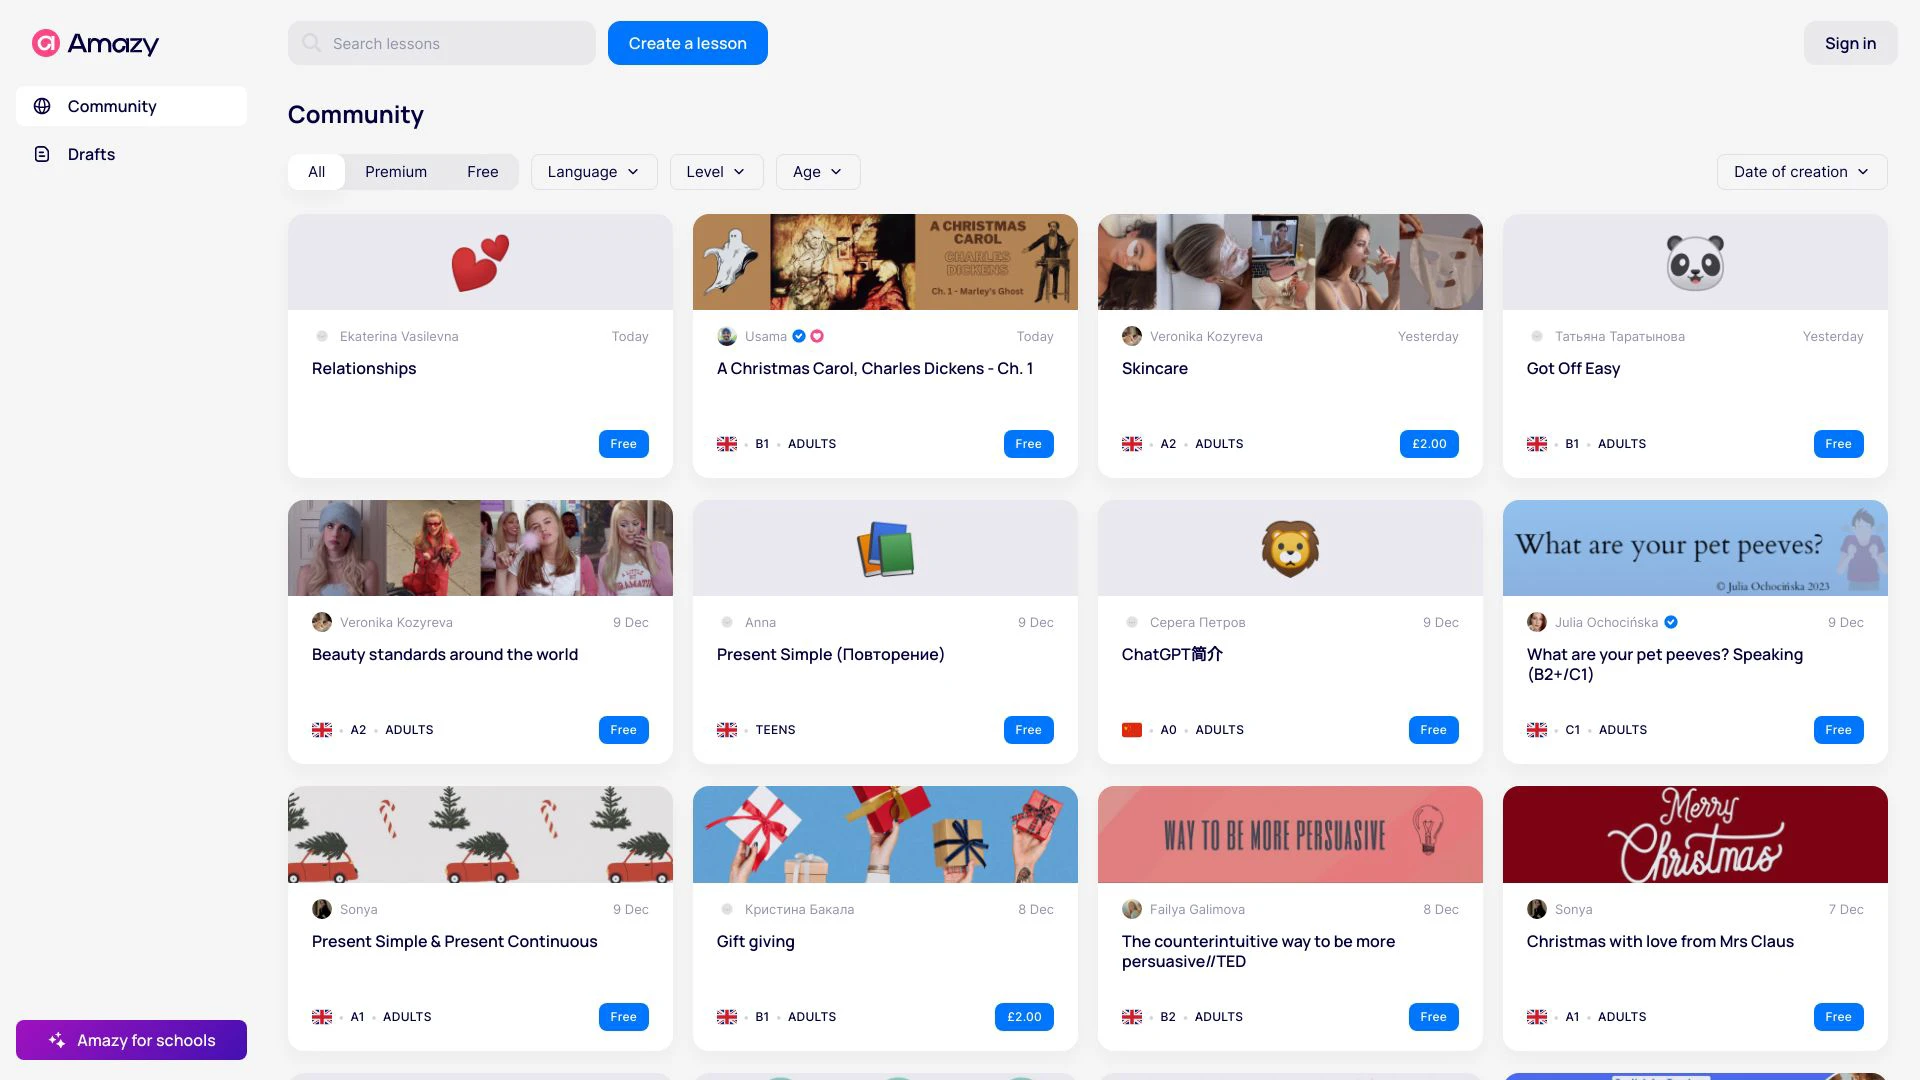 Amazy
Search lessons
Create a lesson
Sign in
Community
Drafts
Community
All
Premium
Free
Language
Level
Age
Date of creation
Ekaterina Vasilevna
Today
Relationships
Free
A CHRISTMAS
CAROL
CHARLES
DICKENS
Ch. 1 - Marley's Ghost
Usama
Today
A Christmas Carol, Charles Dickens - Ch. 1
B1
ADULTS
Free
Veronika Kozyreva
Yesterday
Skincare
A2
ADULTS
£2.00
Татьяна Таратынова
Yesterday
Got Off Easy
B1
ADULTS
Free
Veronika Kozyreva
9 Dec
Beauty standards around the world
A2
ADULTS
Free
Anna
9 Dec
Present Simple (Повторение)
TEENS
Free
Серега Петров
9 Dec
ChatGPT简介
A0
ADULTS
Free
What are your pet peeves?
© Julia Ochocińska 2023
Julia Ochocińska
9 Dec
What are your pet peeves? Speaking
(B2+/C1)
C1
ADULTS
Free
Sonya
9 Dec
Present Simple & Present Continuous
A1
ADULTS
Free
Кристина Бакала
8 Dec
Gift giving
B1
ADULTS
£2.00
WAY TO BE MORE PERSUASIVE
Failya Galimova
8 Dec
The counterintuitive way to be more
persuasive//TED
B2
ADULTS
Free
Merry
Christmas
Sonya
7 Dec
Christmas with love from Mrs Claus
A1
ADULTS
Free
Amazy for schools